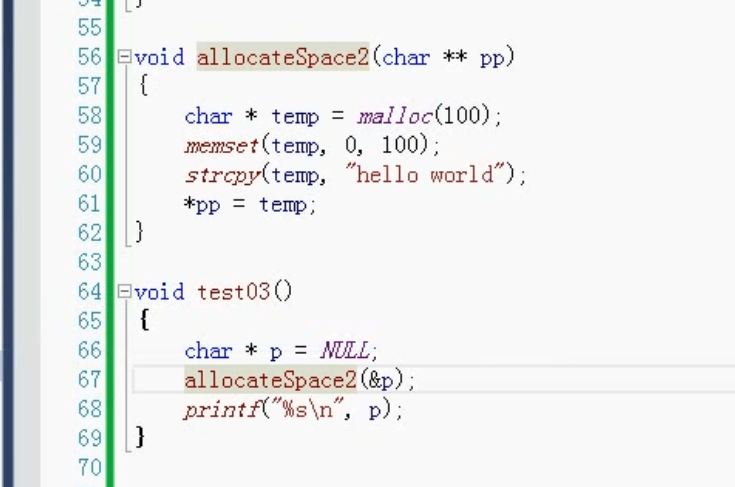 54 }
55
56 void allocateSpace2(char ** pp)
57 {
58 char * temp = malloc(100);
59 memset(temp, 0, 100);
60 strcpy(temp, "hello world");
61 *pp = temp;
62 }
63
64 void test03()
65 {
66 char * p = NULL;
67 allocateSpace2(&p);
68 printf("%s\n", p);
69 }
70